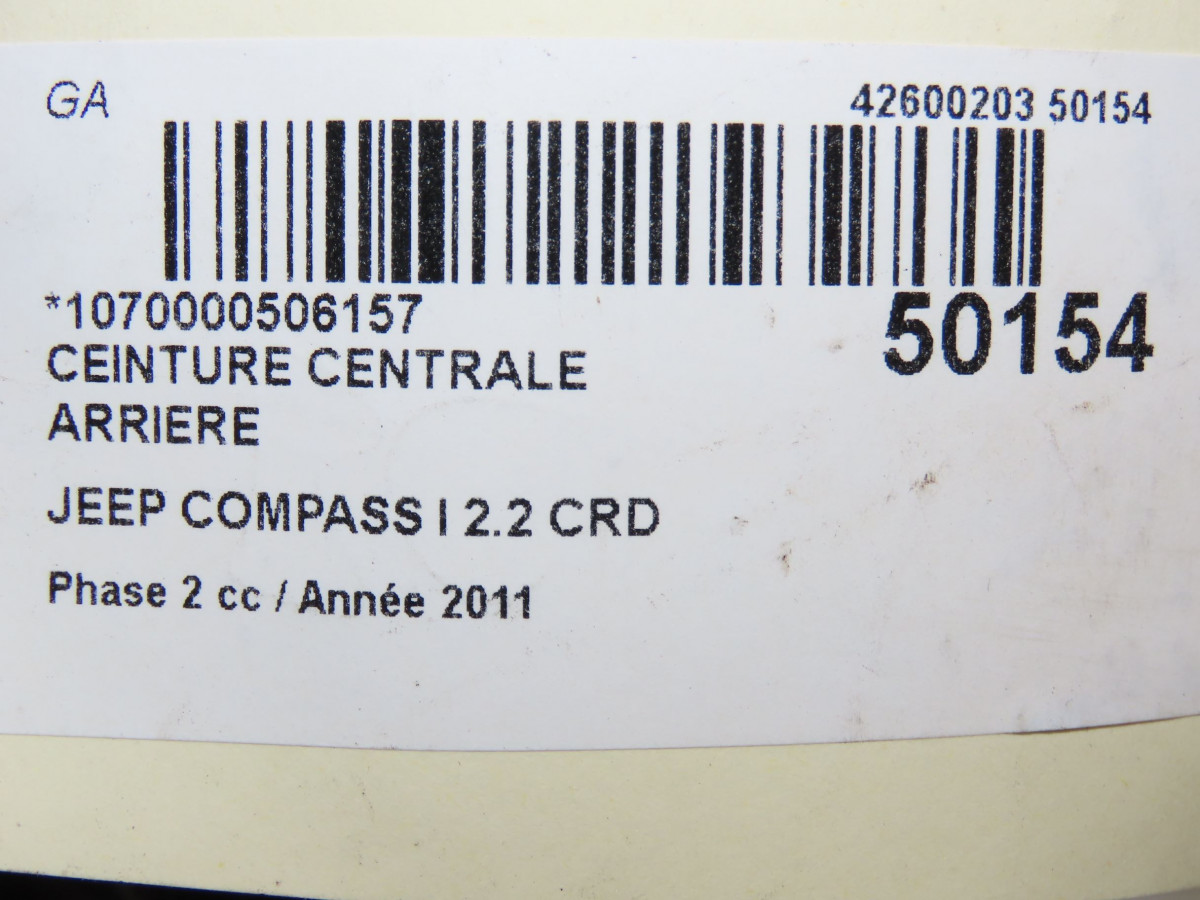 GA
42600203 50154
*1070000506157
50154
CEINTURE CENTRALE
ARRIERE
JEEP COMPASS I 2.2 CRD
Phase 2 cc / Année 2011